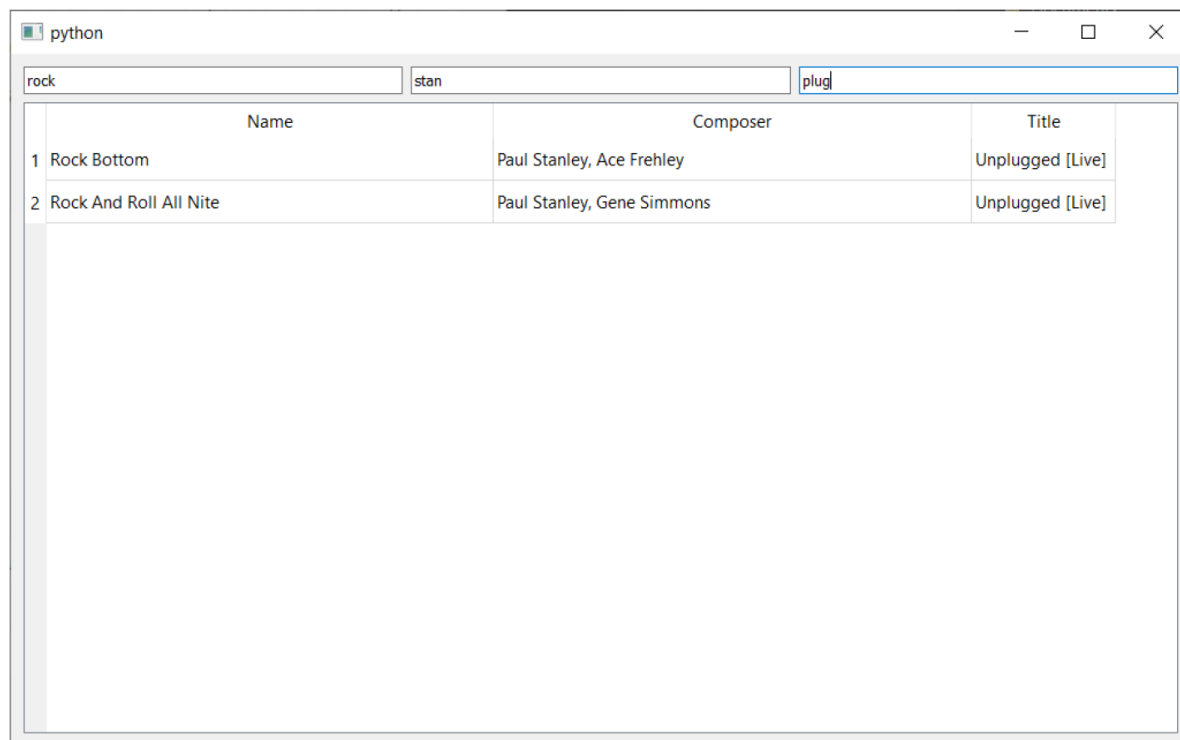 python
rock stan plug
Name Composer Title
1 Rock Bottom Paul Stanley, Ace Frehley Unplugged [Live]
2 Rock And Roll All Nite Paul Stanley, Gene Simmons Unplugged [Live]